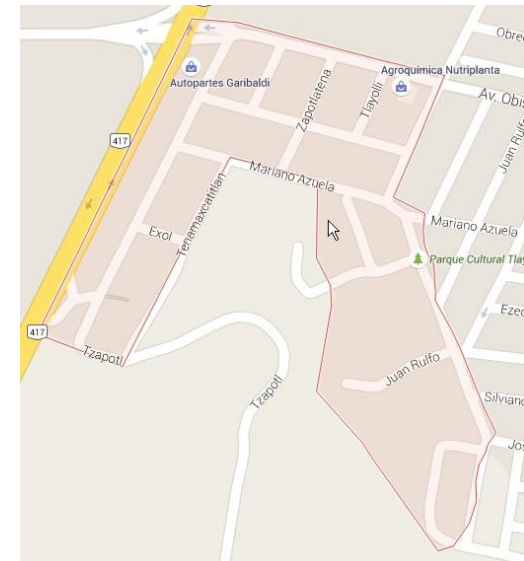 Obre
Autopartes Garibaldi
Agroquímica Nutriplanta
Av. Obis
Zapotlatena
Tlayolli
Juan Rulfo
417
Mariano Azuela
Mariano Azuela
Tenamaxcatitlan
Exol
Parque Cultural Tlay
Ezec
417
Tzapotl
Juan Rulfo
Tzapotl
Silviano
Jos